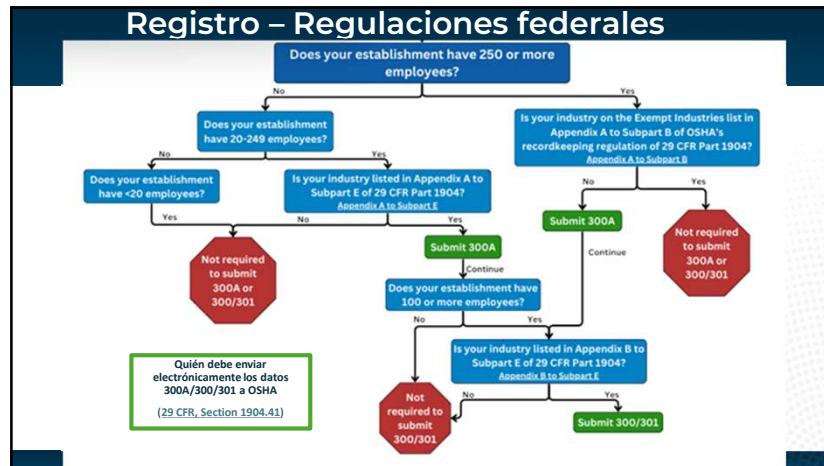 Registro – Regulaciones federales
Does your establishment have 250 or more
employees?
No
Yes
Does your establishment
have 20-249 employees?
Is your industry on the Exempt Industries list in
Appendix A to Subpart B of OSHA's
recordkeeping regulation of 29 CFR Part 1904?
Appendix A to Subpart B
No
Yes
Does your establishment
have <20 employees?
Is your industry listed in Appendix A to
Subpart E of 29 CFR Part 1904?
Appendix A to Subpart E
No
Yes
Yes
No
Yes
Submit 300A
Submit 300A
Not required
to submit
300A or
300/301
Not required
to submit
300A or
300/301
Continue
Continue
Does your establishment have
100 or more employees?
No
Yes
Is your industry listed in Appendix B to
Subpart E of 29 CFR Part 1904?
Appendix B to Subpart E
Quién debe enviar
electrónicamente los datos
300A/300/301 a OSHA
(29 CFR, Section 1904.41)
No
Yes
Not
required to
submit
300/301
Submit 300/301